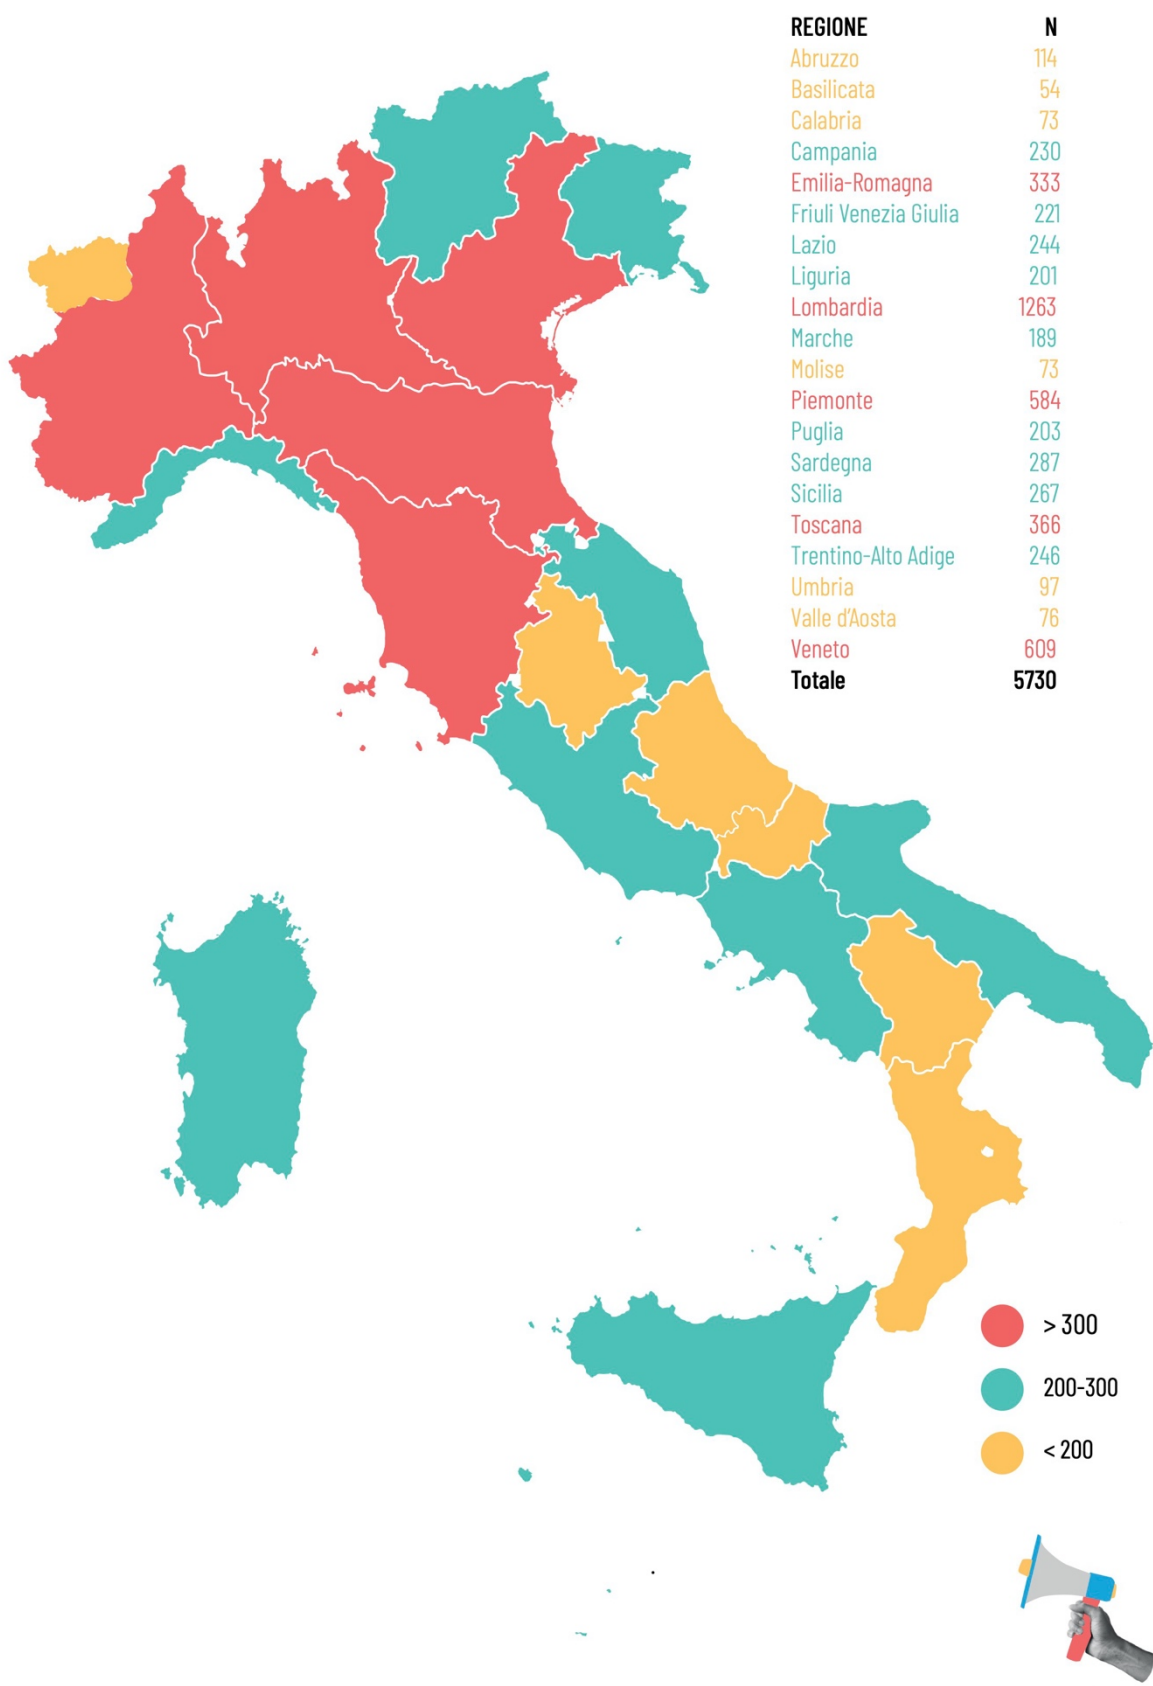 REGIONE N
Abruzzo 114
Basilicata 54
Calabria 73
Campania 230
Emilia-Romagna 333
Friuli Venezia Giulia 221
Lazio 244
Liguria 201
Lombardia 1263
Marche 189
Molise 73
Piemonte 584
Puglia 203
Sardegna 287
Sicilia 267
Toscana 366
Trentino-Alto Adige 246
Umbria 97
Valle d'Aosta 76
Veneto 609
Totale 5730
> 300
200-300
< 200